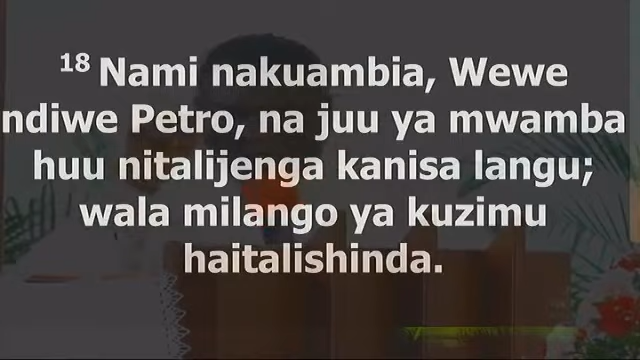 18 Nami nakuambia, Wewe
ndiwe Petro, na juu ya mwamba
huu nitalijenga kanisa langu;
wala milango ya kuzimu
haitalishinda.